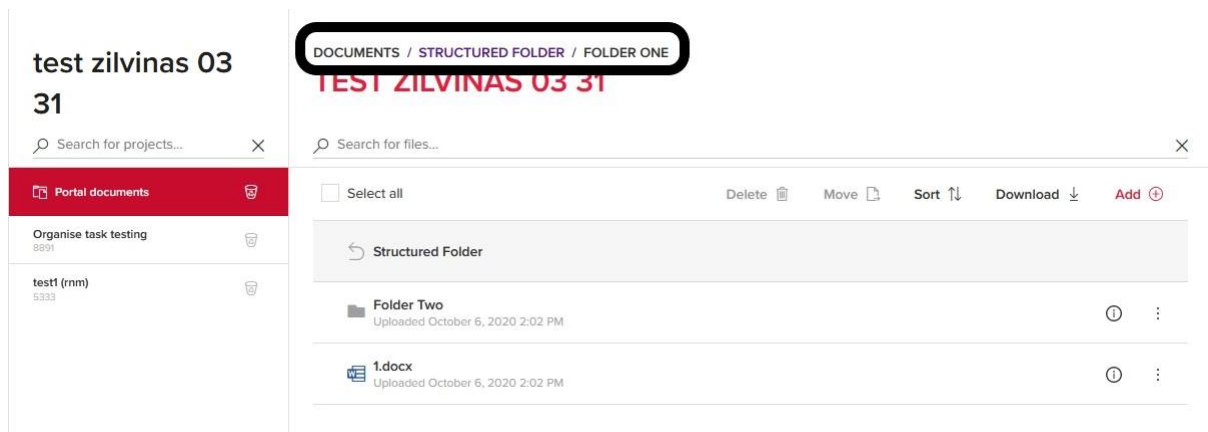 test zilvinas 03
31
Search for projects...
Portal documents
Organise task testing
8891
test1 (rnm)
5333
DOCUMENTS / STRUCTURED FOLDER / FOLDER ONE
TEST ZILVINAS 03 31
Search for files...
Select all Delete Move Sort Download Add
Structured Folder
Folder Two
Uploaded October 6, 2020 2:02 PM
1.docx
Uploaded October 6, 2020 2:02 PM